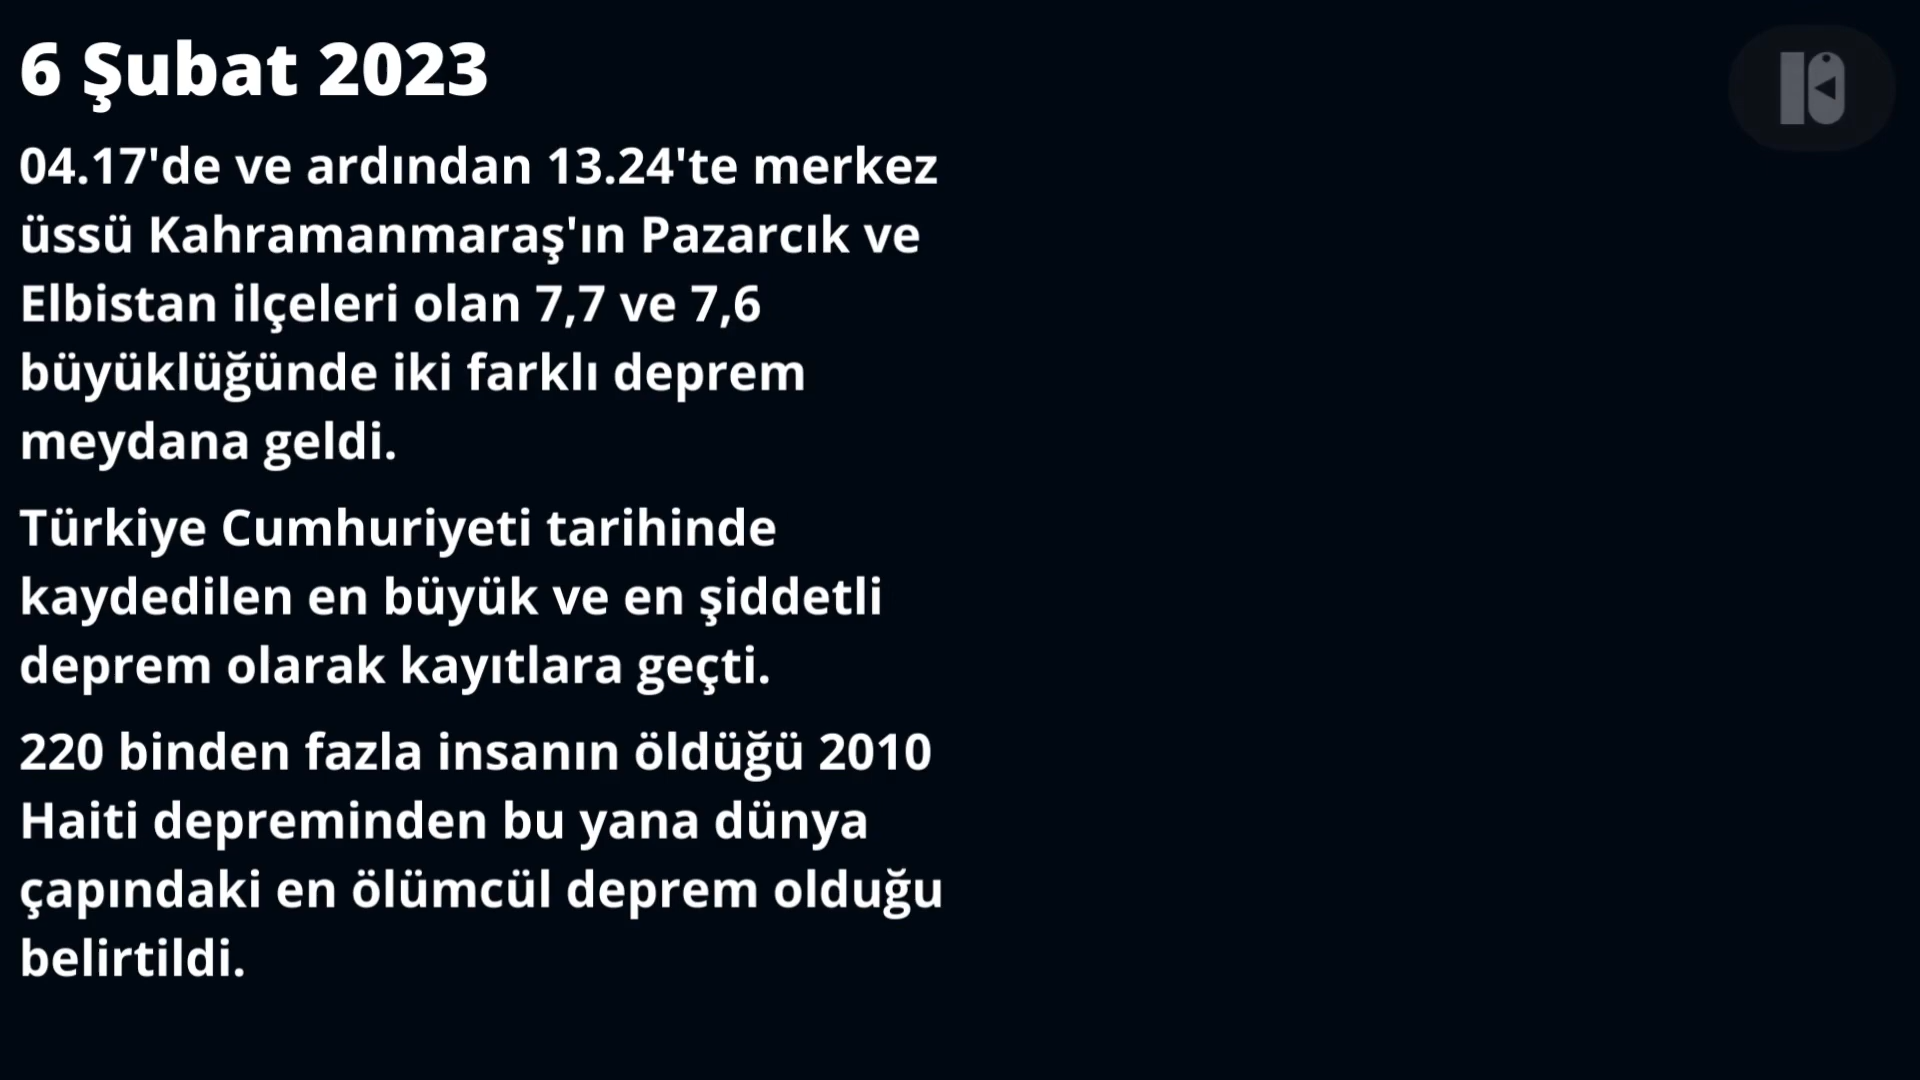 6 Şubat 2023
04.17'de ve ardından 13.24'te merkez
üssü Kahramanmaraş'ın Pazarcık ve
Elbistan ilçeleri olan 7,7 ve 7,6
büyüklüğünde iki farklı deprem
meydana geldi.
Türkiye Cumhuriyeti tarihinde
kaydedilen en büyük ve en şiddetli
deprem olarak kayıtlara geçti.
220 binden fazla insanın öldüğü 2010
Haiti depreminden bu yana dünya
çapındaki en ölümcül deprem olduğu
belirtildi.